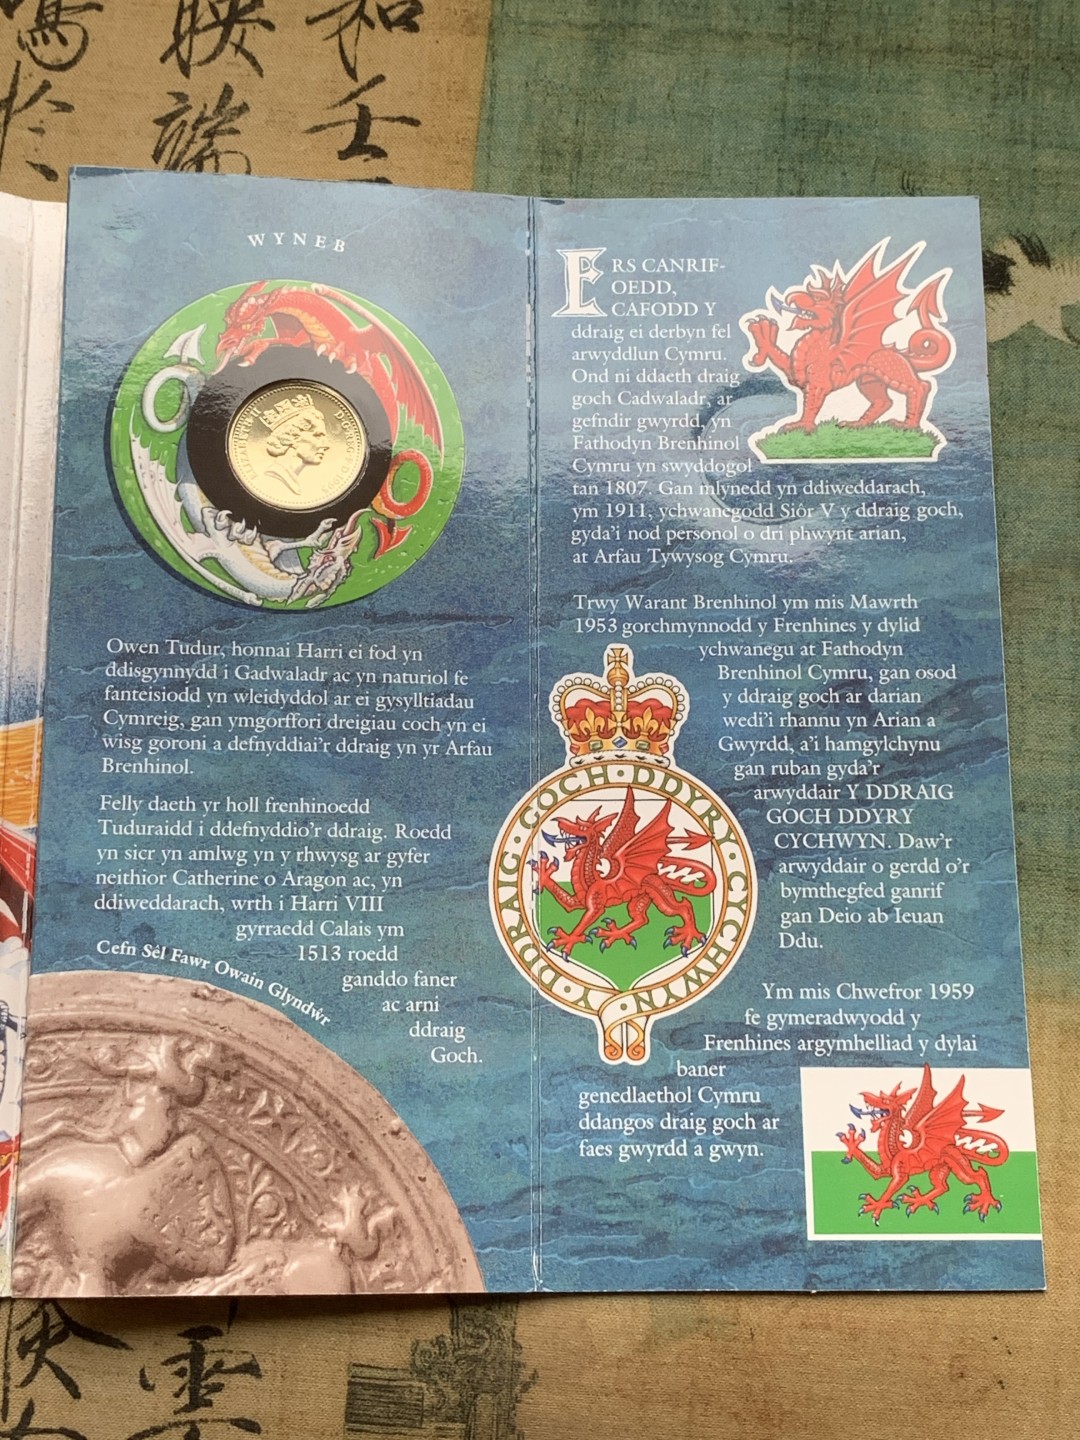 WYNEB
ELIZABETH II
Owen Tudur, honnai Harri ei fod yn
ddisgynnydd i Gadwaladr ac yn naturiol fe
fanteisiodd yn wleidyddol ar ei gysylltiadau
Cymreig, gan ymgorffori dreigiau coch yn ei
wisg goroni a defnyddiai'r ddraig yn yr Arfau
Brenhinol.
Felly daeth yr holl frenhinoedd
Tuduraidd i ddefnyddio'r ddraig. Roedd
yn sicr yn amlwg yn y rhwysg ar gyfer
neithior Catherine o Aragon ac, yn
ddiweddarach, wrth i Harri VIII
gyrraedd Calais ym
1513 roedd
ganddo faner
ac arni
ddraig
Goch.
Cefn Sêl Fawr Owain Glyndŵr
ERS CANRIF-
OEDD,
CAFODD Y
ddraig ei derbyn fel
arwyddlun Cymru.
Ond ni ddaeth draig
goch Cadwaladr, ar
gefndir gwyrdd, yn
Fathodyn Brenhinol
Cymru yn swyddogol
tan 1807. Gan mlynedd yn ddiweddarach,
ym 1911, ychwanegodd Siôr V y ddraig goch,
gyda'i nod personol o dri phwynt arian,
at Arfau Tywysog Cymru.
Trwy Warant Brenhinol ym mis Mawrth
1953 gorchmynnodd y Frenhines y dylid
ychwanegu at Fathodyn
Brenhinol Cymru, gan osod
y ddraig goch ar darian
wedi'i rhannu yn Arian a
Gwyrdd, a'i hamgylchynu
gan ruban gyda'r
arwyddair Y DDRAIG
GOCH DDYRY
CYCHWYN. Daw'r
arwyddair o gerdd o'r
bymthegfed ganrif
gan Deio ab Ieuan
Ddu.
Y·DDRAIG·GOCH·DDYRY·CYCHWYN
Ym mis Chwefror 1959
fe gymeradwyodd y
Frenhines argymhelliad y dylai
baner
genedlaethol Cymru
ddangos draig goch ar
faes gwyrdd a gwyn.